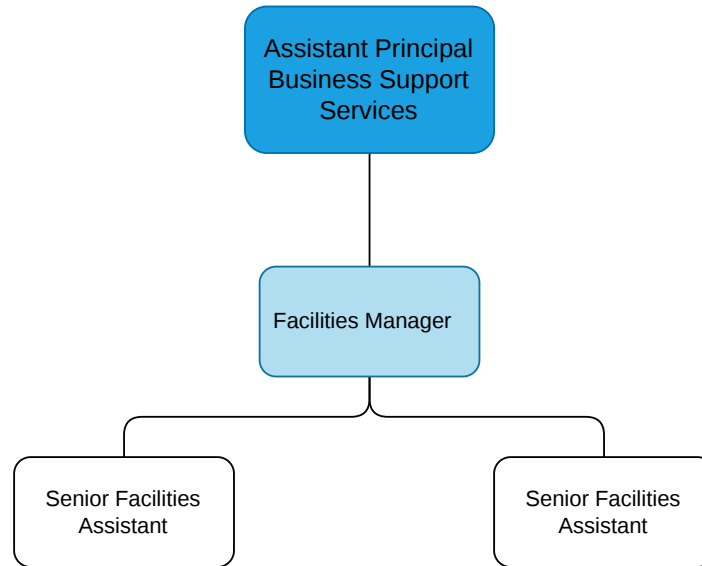 Assistant Principal
Business Support
Services
Facilities Manager
Senior Facilities
Assistant
Senior Facilities
Assistant